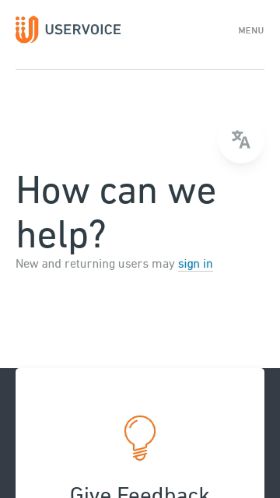 USERVOICE
MENU
How can we
help?
New and returning users may sign in
Give Feedback